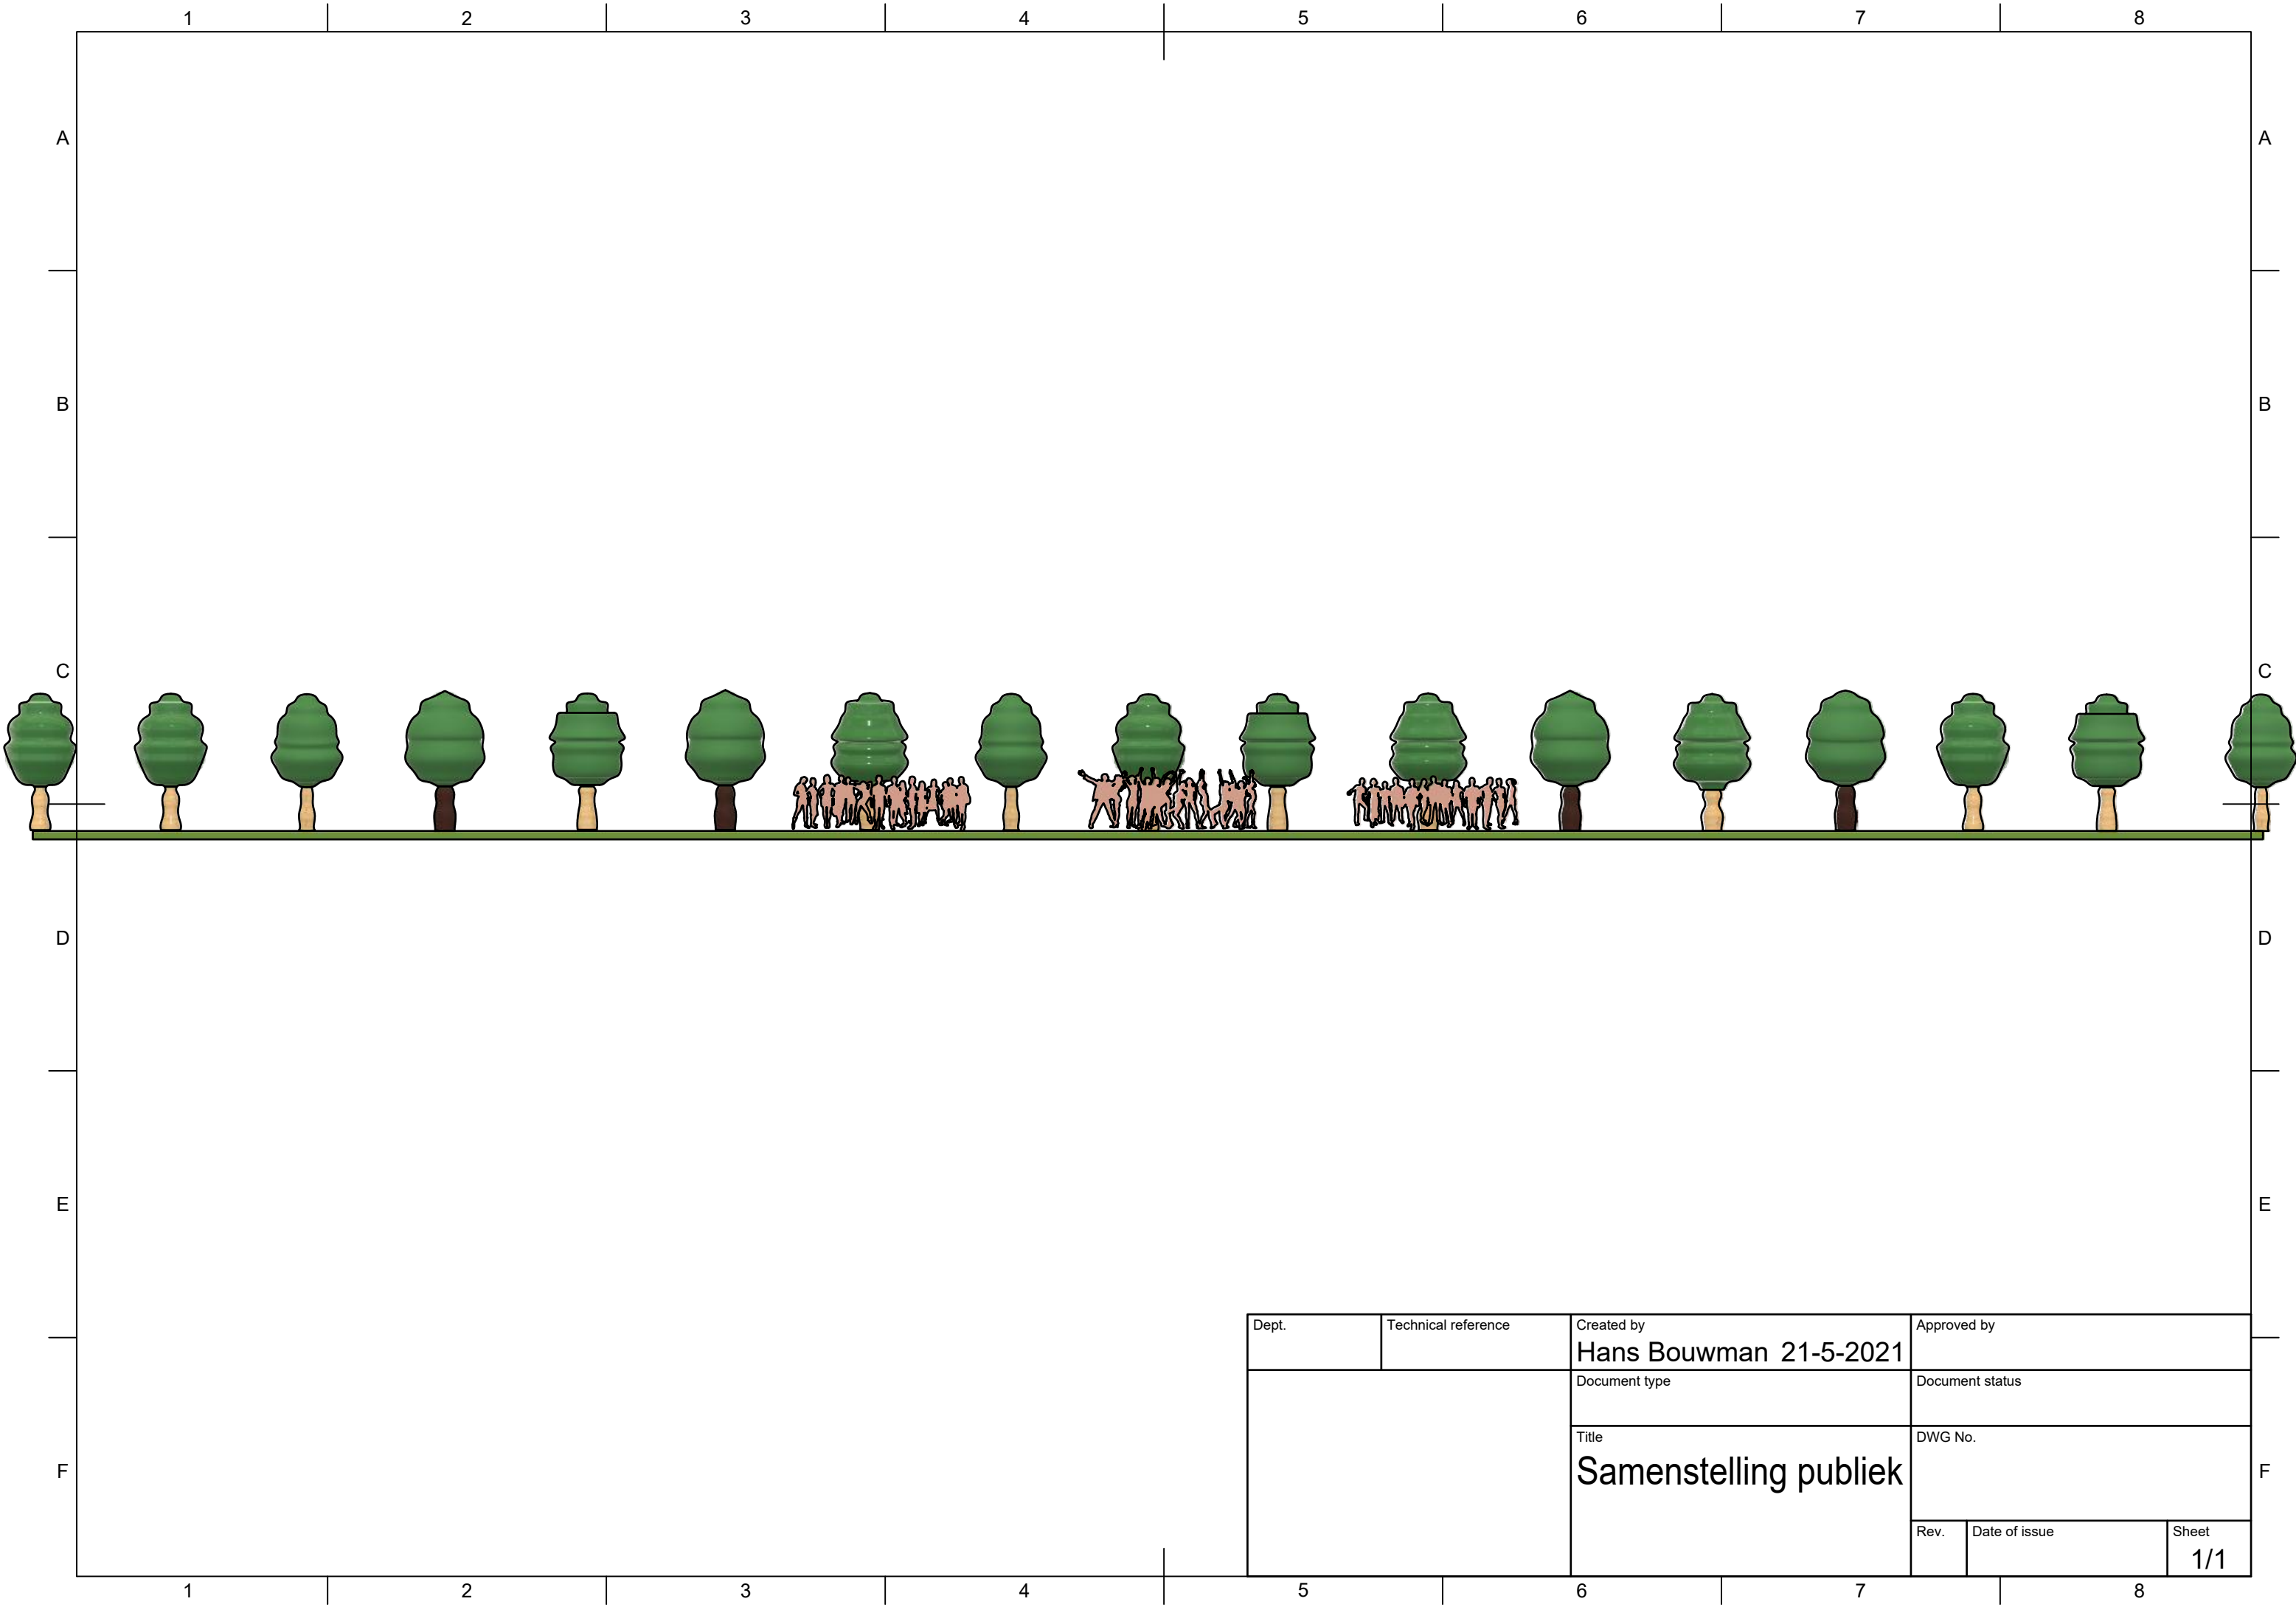 1 2 3 4 5 6 7 8
A A
B B
C C
D D
E E
Dept. Technical reference Created by Approved by
Hans Bouwman 21-5-2021
Document type Document status
Title DWG No.
F Samenstelling publiek F
Rev. Date of issue Sheet
1/1
1 2 3 4 5 6 7 8